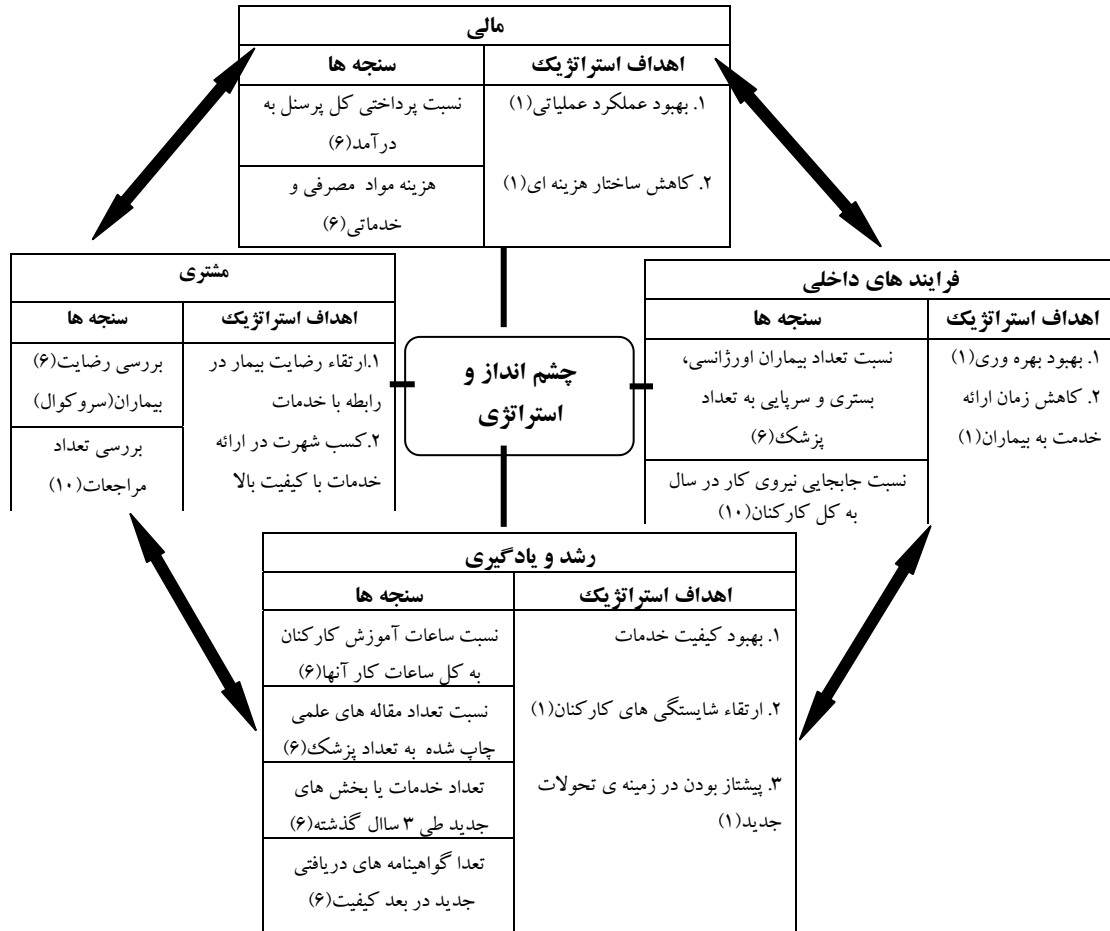 مالی
اهداف استراتژیک
سنجه ها
۱. بهبود عملکرد عملیاتی(۱)
۲. کاهش ساختار هزینه ای(۱)
نسبت پرداختی کل پرسنل به
درآمد(۶)
هزینه مواد مصرفی و
خدماتی(۶)
فرایند های داخلی
اهداف استراتژیک
سنجه ها
۱. بهبود بهره وری(۱)
۲. کاهش زمان ارائه
خدمت به بیماران(۱)
نسبت تعداد بیماران اورژانسی،
بستری و سرپایی به تعداد
پزشک(۶)
نسبت جابجایی نیروی کار در سال
به کل کارکنان(۱۰)
چشم انداز و
استراتژی
مشتری
اهداف استراتژیک
سنجه ها
۱.ارتقاء رضایت بیمار در
رابطه با خدمات
۲.کسب شهرت در ارائه
خدمات با کیفیت بالا
بررسی رضایت(۶)
بیماران(سروکوال)
بررسی تعداد
مراجعات(۱۰)
رشد و یادگیری
اهداف استراتژیک
سنجه ها
۱. بهبود کیفیت خدمات
۲. ارتقاء شایستگی های کارکنان(۱)
۳. پیشتاز بودن در زمینه ی تحولات
جدید(۱)
نسبت ساعات آموزش کارکنان
به کل ساعات کار آنها(۶)
نسبت تعداد مقاله های علمی
چاپ شده به تعداد پزشک(۶)
تعداد خدمات یا بخش های
جدید طی ۳ ساال گذشته(۶)
تعدا گواهینامه های دریافتی
جدید در بعد کیفیت(۶)